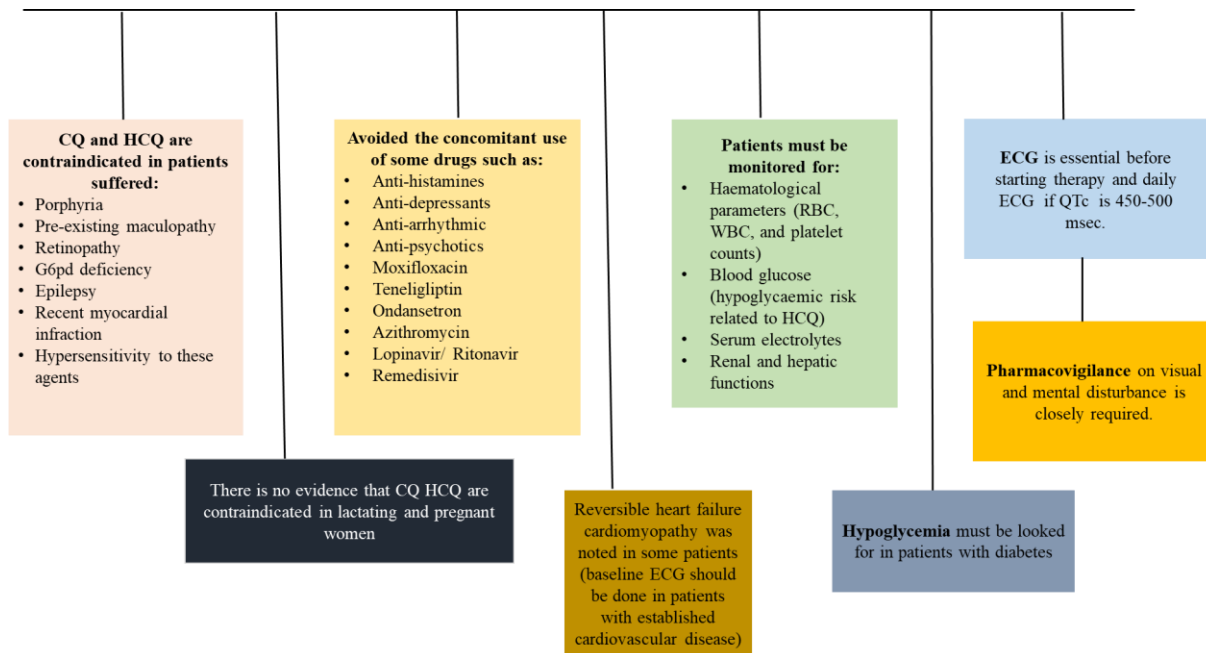 CQ and HCQ are
contraindicated in patients
suffered:
• Porphyria
• Pre-existing maculopathy
• Retinopathy
• G6pd deficiency
• Epilepsy
• Recent myocardial
infraction
• Hypersensitivity to these
agents
There is no evidence that CQ HCQ are
contraindicated in lactating and pregnant
women
Avoided the concomitant use
of some drugs such as:
• Anti-histamines
• Anti-depressants
• Anti-arrhythmic
• Anti-psychotics
• Moxifloxacin
• Teneligliptin
• Ondansetron
• Azithromycin
• Lopinavir/ Ritonavir
• Remedisivir
Reversible heart failure
cardiomyopathy was
noted in some patients
(baseline ECG should
be done in patients
with established
cardiovascular disease)
Patients must be
monitored for:
• Haematological
parameters (RBC,
WBC, and platelet
counts)
• Blood glucose
(hypoglycaemic risk
related to HCQ)
• Serum electrolytes
• Renal and hepatic
functions
Hypoglycemia must be looked
for in patients with diabetes
ECG is essential before
starting therapy and daily
ECG if QTc is 450-500
msec.
Pharmacovigilance on visual
and mental disturbance is
closely required.